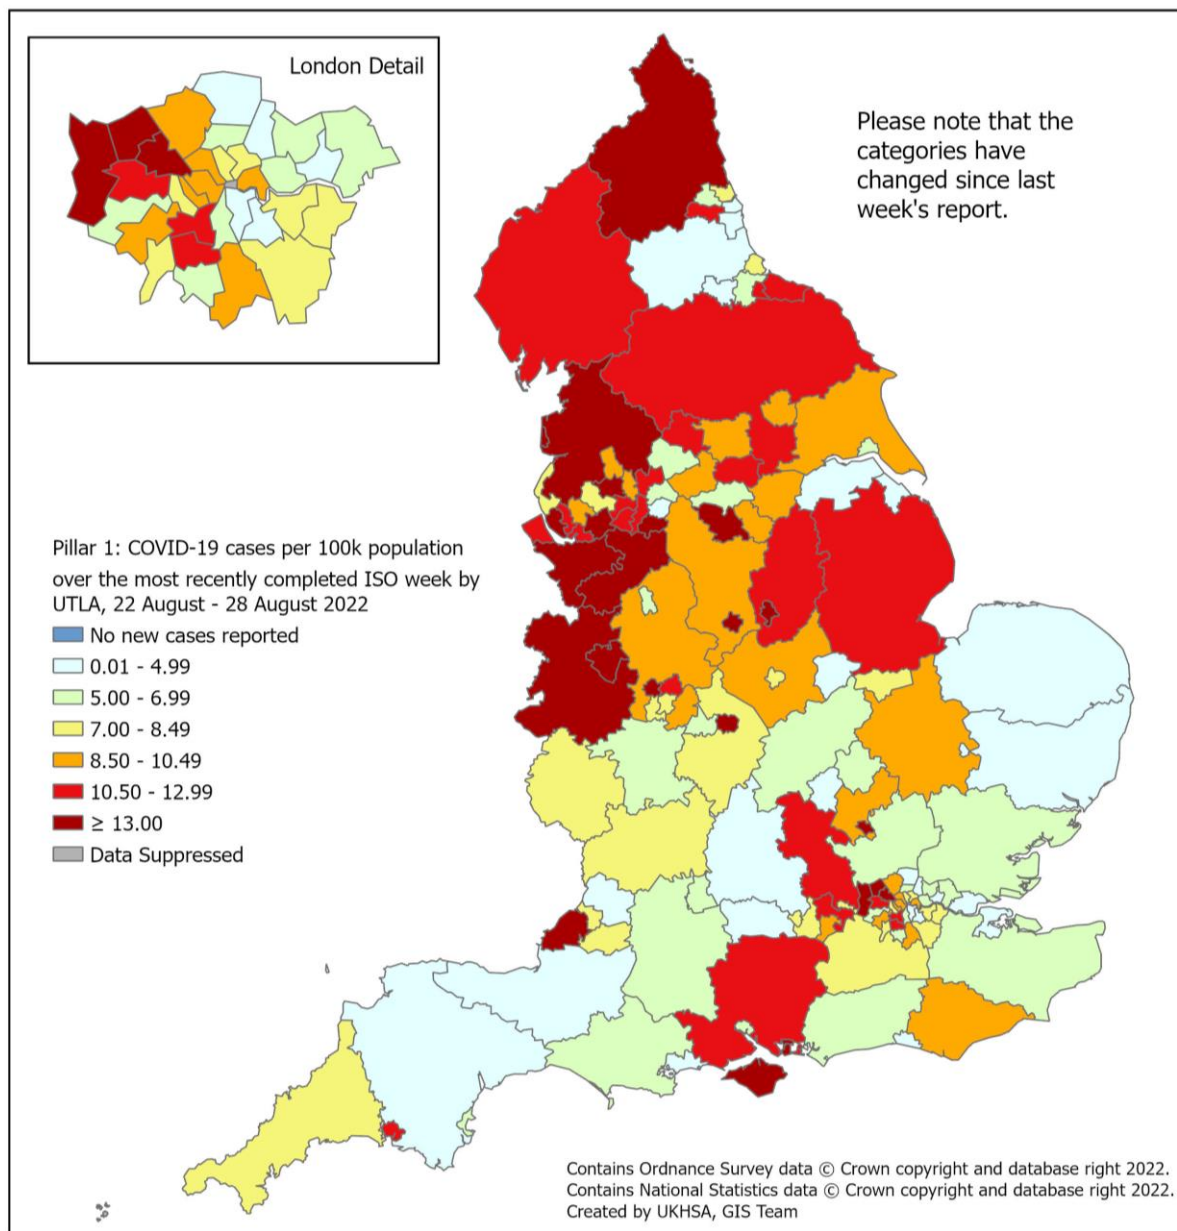 London Detail
Please note that the
categories have
changed since last
week's report.
Pillar 1: COVID-19 cases per 100k population
over the most recently completed ISO week by
UTLA, 22 August - 28 August 2022
No new cases reported
0.01 - 4.99
5.00 - 6.99
7.00 - 8.49
8.50 - 10.49
10.50 - 12.99
≥ 13.00
Data Suppressed
Contains Ordnance Survey data © Crown copyright and database right 2022.
Contains National Statistics data © Crown copyright and database right 2022.
Created by UKHSA, GIS Team